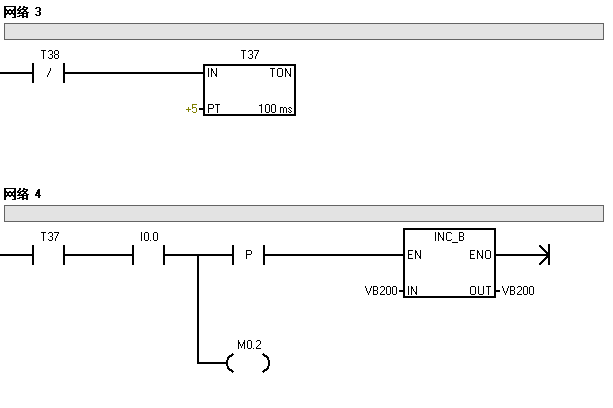 网络 3
T38
/
T37
IN TON
+5 PT 100 ms
网络 4
T37 I0.0
P
INC_B
EN ENO
VB200 IN OUT VB200
M0.2